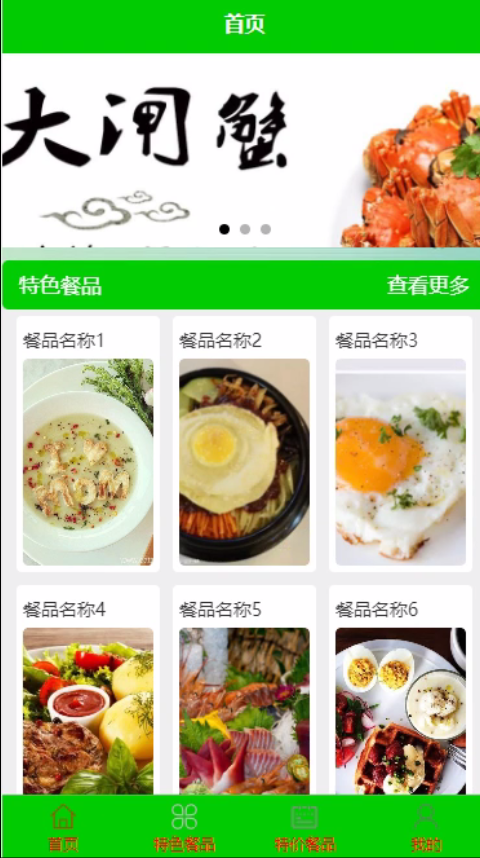 首页
大闸蟹
特色餐品 查看更多
餐品名称1 餐品名称2 餐品名称3
餐品名称4 餐品名称5 餐品名称6
首页 特色餐品 特价餐品 我的